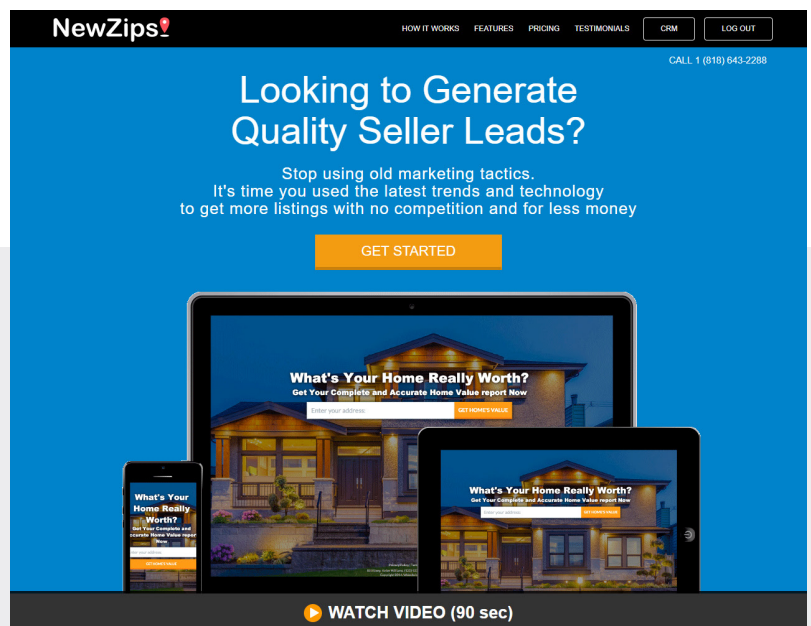 NewZips
HOW IT WORKS FEATURES PRICING TESTIMONIALS CRM LOG OUT
CALL 1 (818) 643-2288
Looking to Generate
Quality Seller Leads?
Stop using old marketing tactics.
It's time you used the latest trends and technology
to get more listings with no competition and for less money
GET STARTED
What's Your Home Really Worth?
Get Your Complete and Accurate Home Value report Now
Enter your address GET HOME'S VALUE
What's Your Home Really Worth?
Get Your Complete and Accurate Home Value report Now
Enter your address GET HOME'S VALUE
What's Your
Home Really
Worth?
Get Your Complete and
Accurate Home Value report
Now
Enter your address
GET HOME'S VALUE
WATCH VIDEO (90 sec)